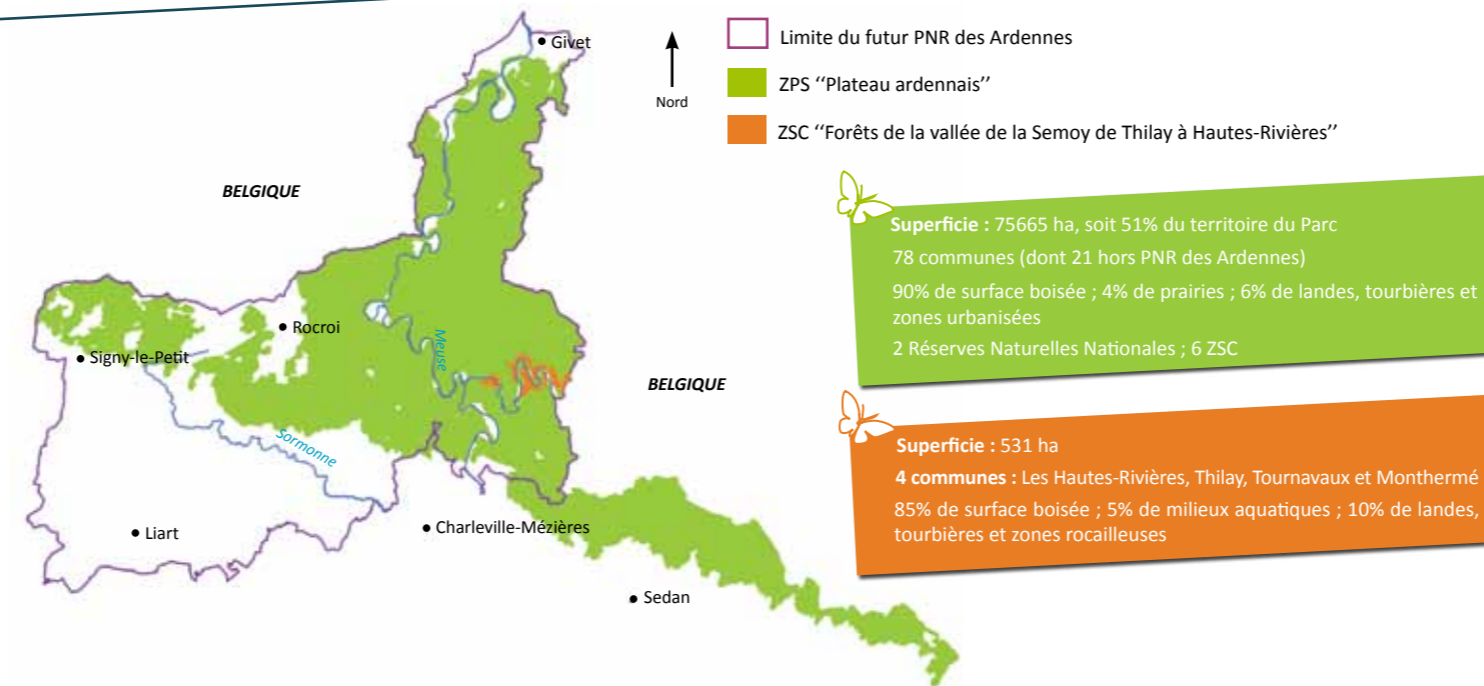 Givet
Nord
Limite du futur PNR des Ardennes
ZPS “Plateau ardennais”
ZSC “Forêts de la vallée de la Semoy de Thilay à Hautes-Rivières”
BELGIQUE
Rocroi
Signy-le-Petit
Meuse
BELGIQUE
Sormonne
Liart
Charleville-Mézières
Sedan
Superficie : 75665 ha, soit 51% du territoire du Parc
78 communes (dont 21 hors PNR des Ardennes)
90% de surface boisée ; 4% de prairies ; 6% de landes, tourbières et
zones urbanisées
2 Réserves Naturelles Nationales ; 6 ZSC
Superficie : 531 ha
4 communes : Les Hautes-Rivières, Thilay, Tournavaux et Monthermé
85% de surface boisée ; 5% de milieux aquatiques ; 10% de landes,
tourbières et zones rocailleuses